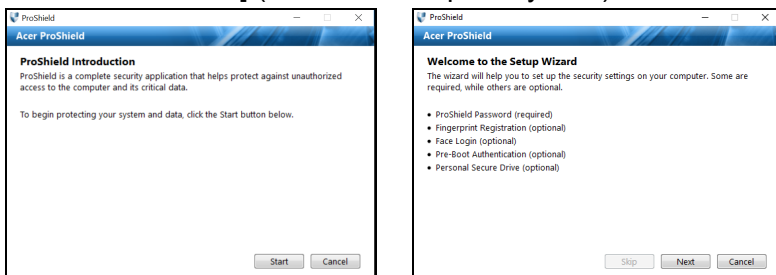 ProShield
Acer ProShield
ProShield Introduction
ProShield is a complete security application that helps protect against unauthorized
access to the computer and its critical data.
To begin protecting your system and data, click the Start button below.
Start Cancel
ProShield
Acer ProShield
Welcome to the Setup Wizard
The wizard will help you to set up the security settings on your computer. Some are
required, while others are optional.
• ProShield Password (required)
• Fingerprint Registration (optional)
• Face Login (optional)
• Pre-Boot Authentication (optional)
• Personal Secure Drive (optional)
Skip Next Cancel